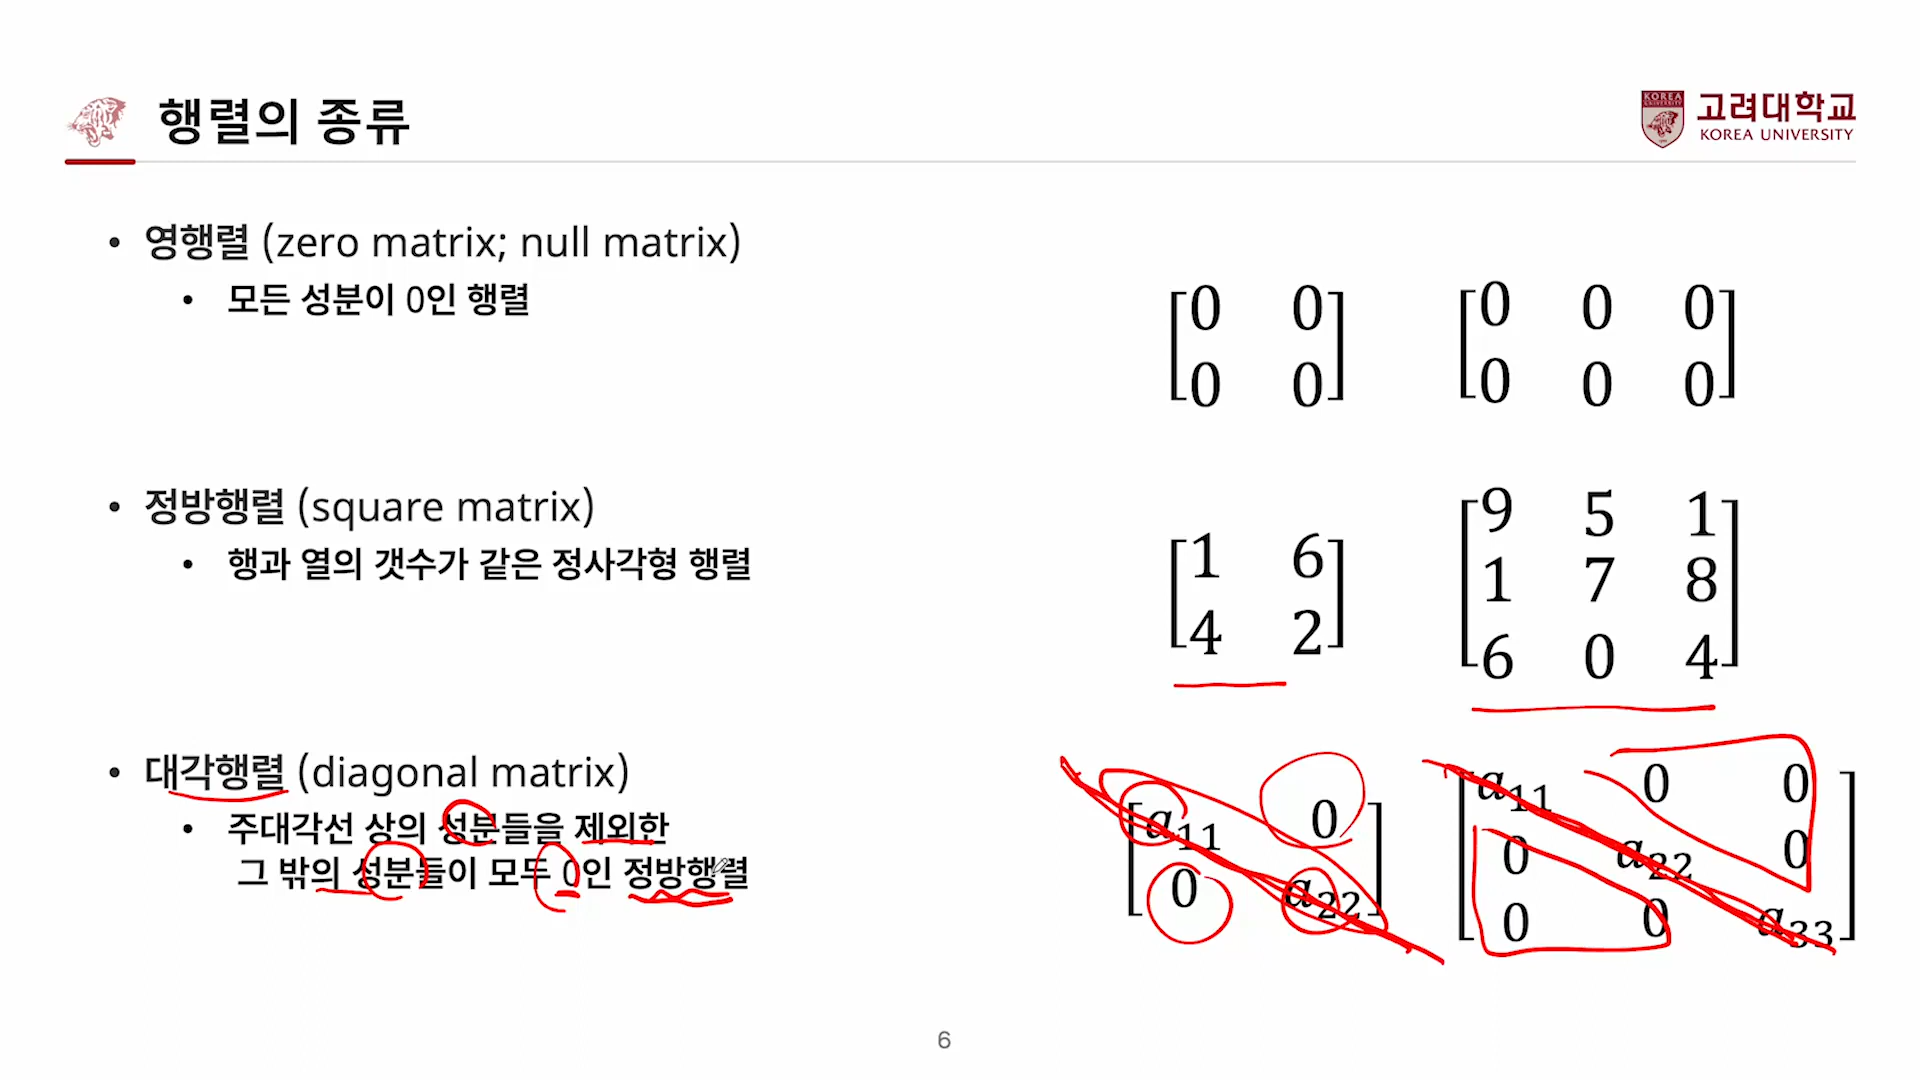 행렬의 종류
KOREA UNIVERSITY
고려대학교
KOREA UNIVERSITY
• 영행렬 (zero matrix; null matrix)
• 모든 성분이 0인 행렬
[0 0
0 0]
[0 0 0
0 0 0]
• 정방행렬 (square matrix)
• 행과 열의 갯수가 같은 정사각형 행렬
[1 6
4 2]
[9 5 1
1 7 8
6 0 4]
• 대각행렬 (diagonal matrix)
• 주대각선 상의 성분들을 제외한
그 밖의 성분들이 모두 0인 정방행렬
[a₁₁ 0
0 a₂₂]
[a₁₁ 0 0
0 a₂₂ 0
0 0 a₃₃]
6